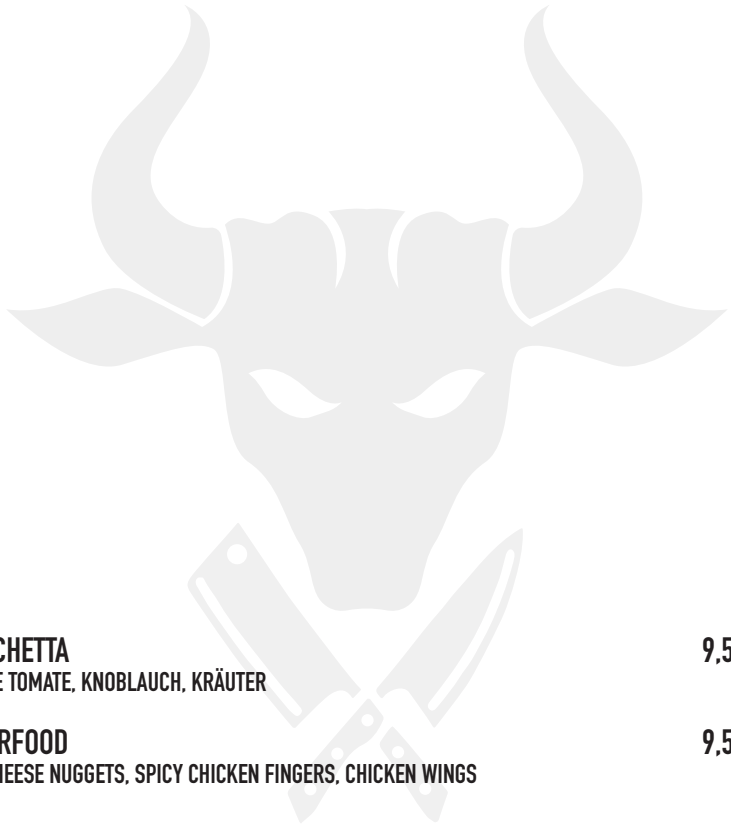 CHETTA 9,5
E TOMATE, KNOBLAUCH, KRÄUTER
RFOOD 9,5
HEESE NUGGETS, SPICY CHICKEN FINGERS, CHICKEN WINGS